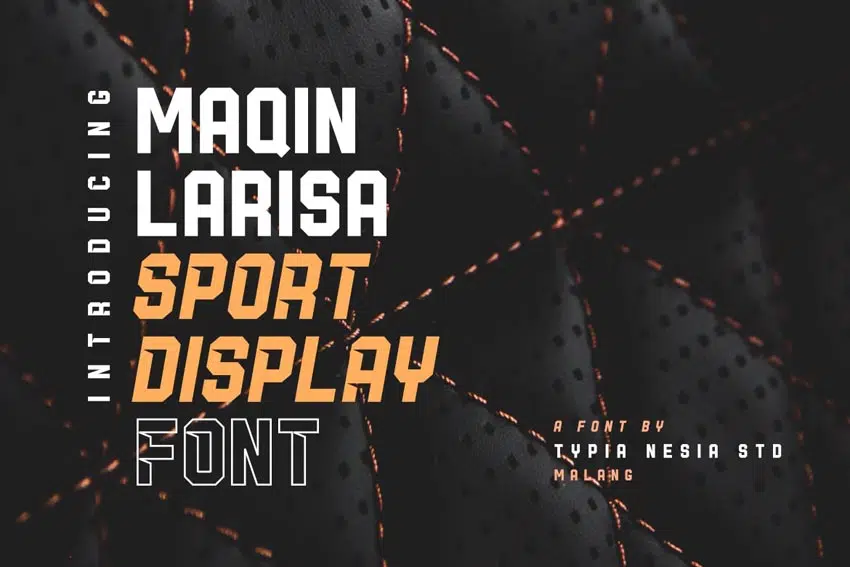 INTRODUCING
MAQIN
LARISA
SPORT
DISPLAY
FONT
A FONT BY
TYPIA NESIA STD
MALANG